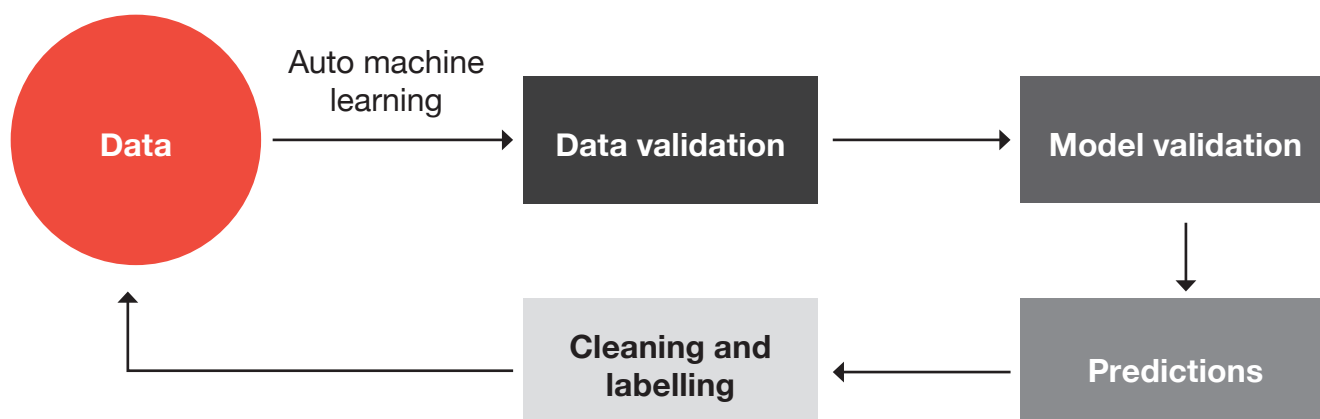 Auto machine
learning
Data
Data validation
Model validation
Cleaning and
labelling
Predictions